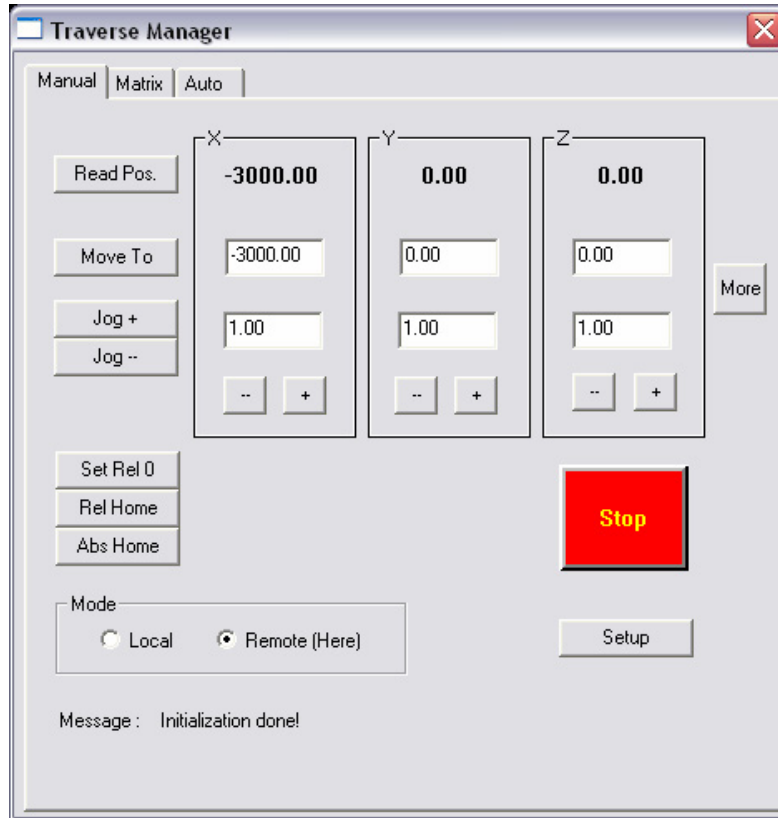 Traverse Manager
Manual Matrix Auto
X Y Z
Read Pos. -3000.00 0.00 0.00
Move To -3000.00 0.00 0.00
More
Jog + 1.00 1.00 1.00
Jog --
-- + -- + -- +
Set Rel 0
Rel Home
Abs Home
Stop
Mode
Local Remote (Here)
Setup
Message : Initialization done!